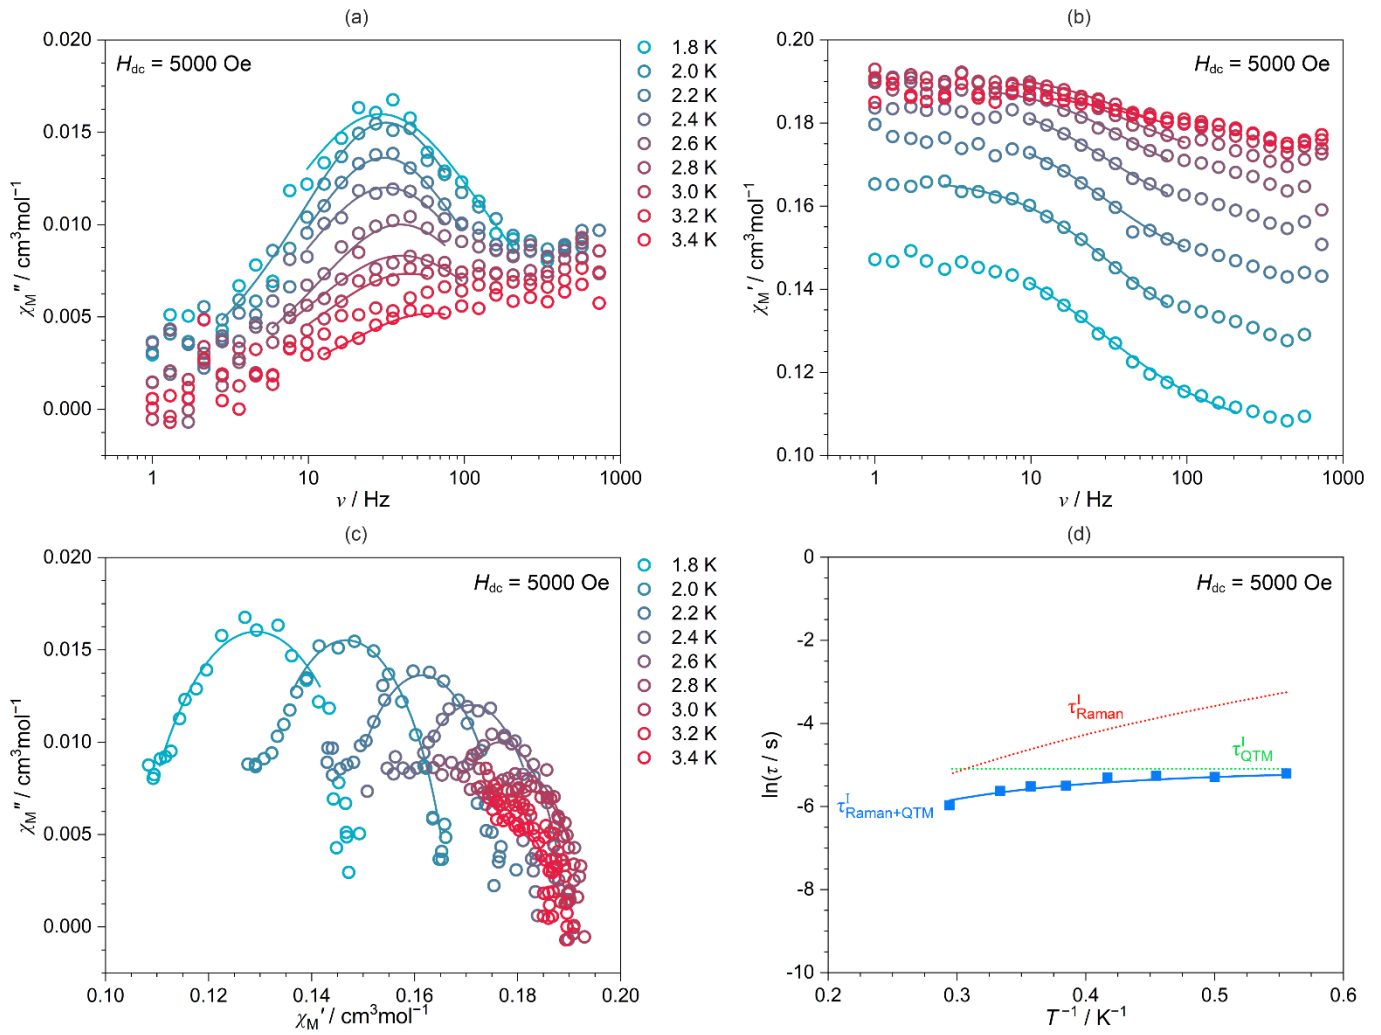 (a)
(b)
0.020
0.015
0.010
0.005
0.000
χM″ / cm³mol⁻¹
Hdc = 5000 Oe
1 10 100 1000
ν / Hz
1.8 K
2.0 K
2.2 K
2.4 K
2.6 K
2.8 K
3.0 K
3.2 K
3.4 K
0.20
0.18
0.16
0.14
0.12
0.10
χM′ / cm³mol⁻¹
Hdc = 5000 Oe
1 10 100 1000
ν / Hz
(c)
(d)
0.020
0.015
0.010
0.005
0.000
χM″ / cm³mol⁻¹
Hdc = 5000 Oe
0.10 0.12 0.14 0.16 0.18 0.20
χM′ / cm³mol⁻¹
1.8 K
2.0 K
2.2 K
2.4 K
2.6 K
2.8 K
3.0 K
3.2 K
3.4 K
0
-2
-4
-6
-8
-10
ln(τ / s)
Hdc = 5000 Oe
τᴵRaman
τᴵQTM
τᴵRaman+QTM
0.2 0.3 0.4 0.5 0.6
T⁻¹ / K⁻¹